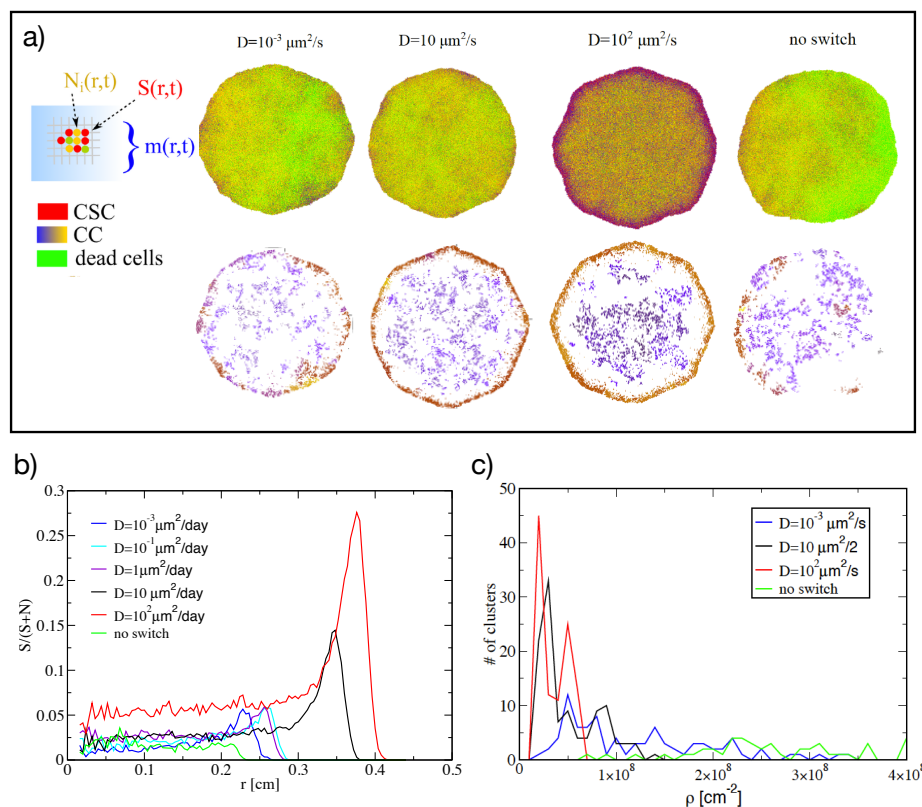 a)
D=10⁻³ μm²/s
D=10 μm²/s
D=10² μm²/s
no switch
Nᵢ(r,t)
S(r,t)
} m(r,t)
CSC
CC
dead cells
b)
S/(S+N)
0.3
0.25
0.2
0.15
0.1
0.05
0
D=10⁻³ μm²/day
D=10⁻¹ μm²/day
D=1μm²/day
D=10 μm²/day
D=10² μm²/day
no switch
0
0.1
0.2
0.3
0.4
0.5
r [cm]
c)
# of clusters
50
40
30
20
10
0
D=10⁻³ μm²/s
D=10 μm²/2
D=10² μm²/s
no switch
0
1×10⁸
2×10⁸
3×10⁸
4×10⁸
ρ [cm⁻²]